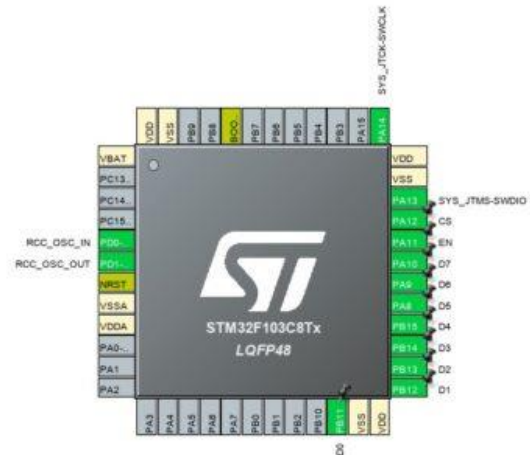 SYS_JTCK-SWCLK
VDD
VSS
PB9
PB8
BOO..
PB7
PB6
PB5
PB4
PB3
PA15
PA14
VBAT
PC13..
PC14..
PC15..
RCC_OSC_IN PD0-..
RCC_OSC_OUT PD1-..
NRST
VSSA
VDDA
PA0-..
PA1
PA2
VDD
VSS
PA13 SYS_JTMS-SWDIO
PA12 CS
PA11 EN
PA10 D7
PA9 D6
PA8 D5
PB15 D4
PB14 D3
PB13 D2
PB12 D1
ST
STM32F103C8Tx
LQFP48
PA3
PA4
PA5
PA6
PA7
PB0
PB1
PB2
PB10
PB11
VSS
VDD
D0